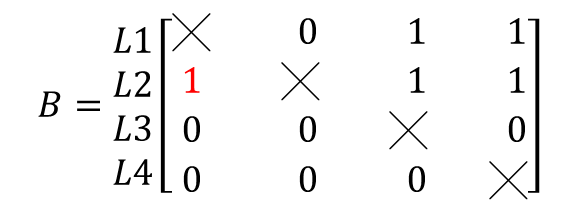 L1 ╳ 0 1 1
L2 1 ╳ 1 1
B = L3 0 0 ╳ 0
L4 0 0 0 ╳